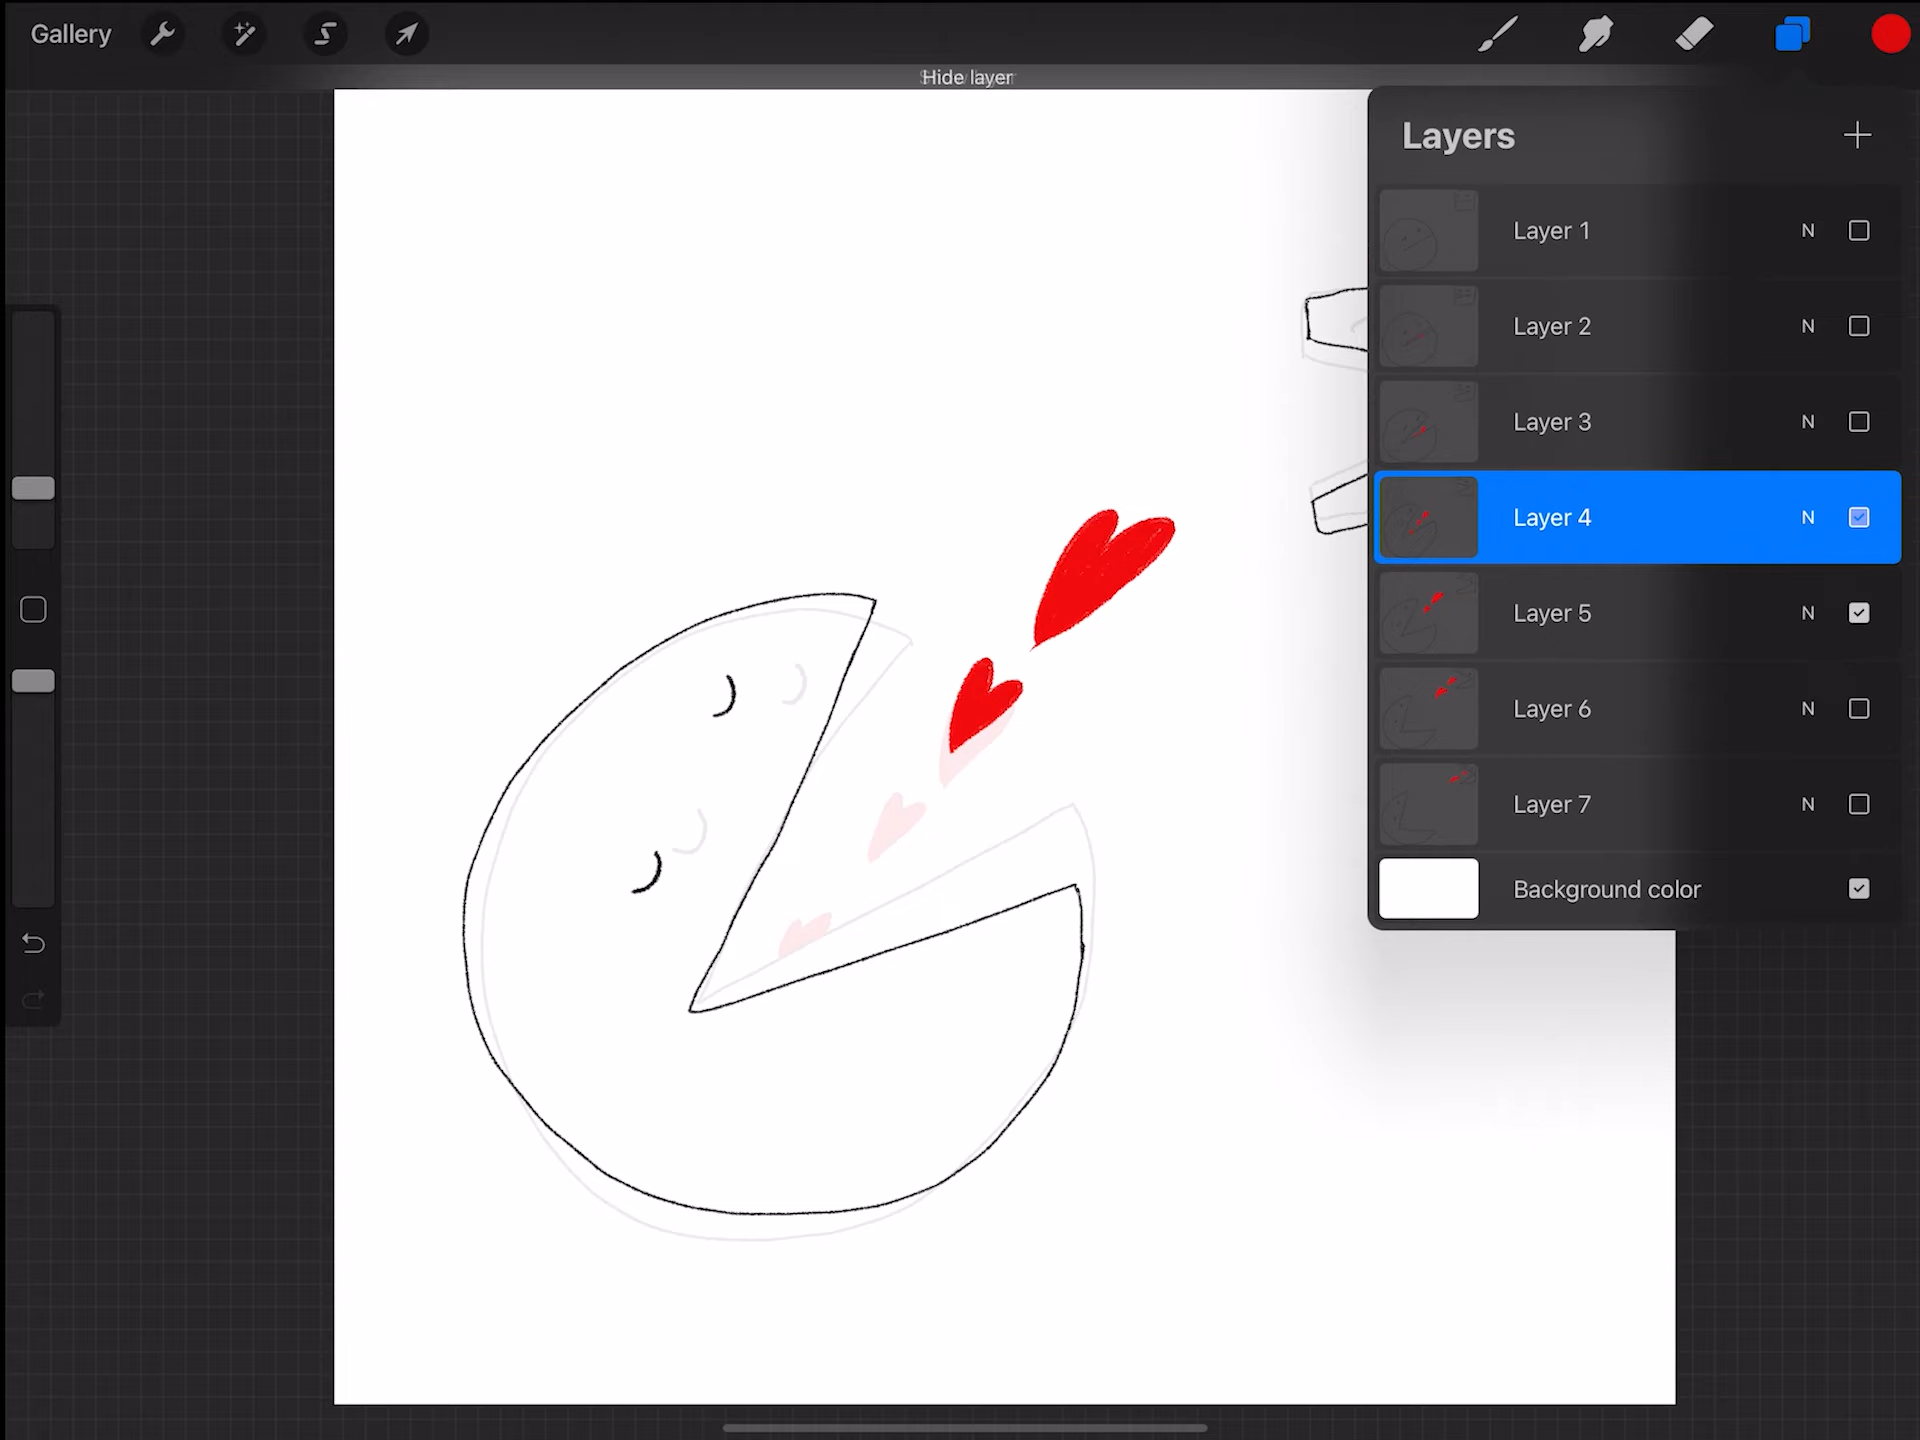 Gallery
Hide layer
Layers
Layer 1 N
Layer 2 N
Layer 3 N
Layer 4 N
Layer 5 N
Layer 6 N
Layer 7 N
Background color